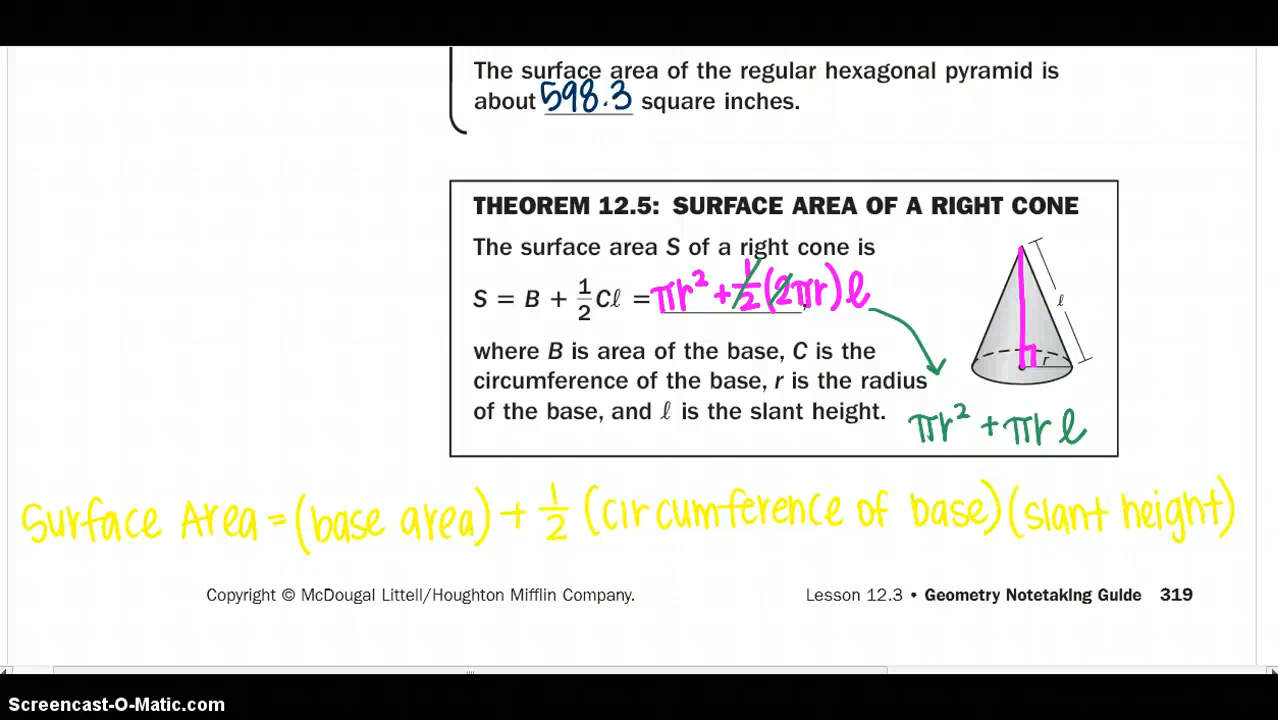 The surface area of the regular hexagonal pyramid is
about 598.3 square inches.
THEOREM 12.5: SURFACE AREA OF A RIGHT CONE
The surface area S of a right cone is
S = B + 1/2 Cℓ = πr² + 1/2 (2πr) ℓ,
where B is area of the base, C is the
circumference of the base, r is the radius
of the base, and ℓ is the slant height.
ℓ
r
πr² + πr ℓ
Surface Area = (base area) + 1/2 (circumference of base) (slant height)
Copyright © McDougal Littell/Houghton Mifflin Company.
Lesson 12.3 • Geometry Notetaking Guide 319
Screencast-O-Matic.com